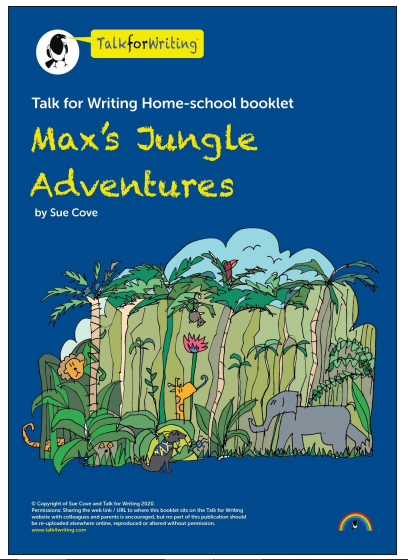 TalkforWriting
Talk for Writing Home-school booklet
Max's Jungle
Adventures
by Sue Cove
© Copyright of Sue Cove and Talk for Writing 2020.
Permissions: Sharing the web link / URL to where this booklet sits on the Talk for Writing
website with colleagues and parents is encouraged, but no part of this publication should
be re-uploaded elsewhere online, reproduced or altered without permission.
www.talk4writing.com